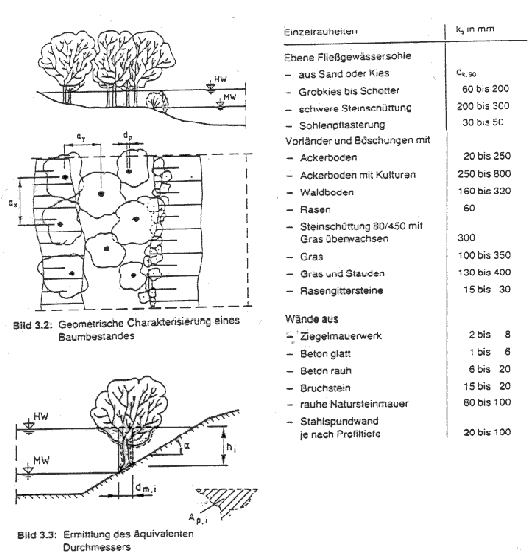 HW
MW
a_y
d_p
a_x
Bild 3.2: Geometrische Charakterisierung eines
Baumbestandes
HW
MW
α
h_i
d_m,i
A_p,i
Bild 3.3: Ermittlung des äquivalenten
Durchmessers
Einzelrauheiten k_s in mm
Ebene Fließgewässersohle
– aus Sand oder Kies d_k,90
– Grobkies bis Schotter 60 bis 200
– schwere Steinschüttung 200 bis 300
– Sohlenpflasterung 30 bis 50
Vorländer und Böschungen mit
– Ackerboden 20 bis 250
– Ackerboden mit Kulturen 250 bis 800
– Waldboden 160 bis 320
– Rasen 60
– Steinschüttung 80/450 mit
Gras überwachsen 300
– Gras 100 bis 350
– Gras und Stauden 130 bis 400
– Rasengittersteine 15 bis 30
Wände aus
– Ziegelmauerwerk 2 bis 8
– Beton glatt 1 bis 6
– Beton rauh 6 bis 20
– Bruchstein 15 bis 20
– rauhe Natursteinmauer 80 bis 100
– Stahlspundwand
je nach Profiltiefe 20 bis 100